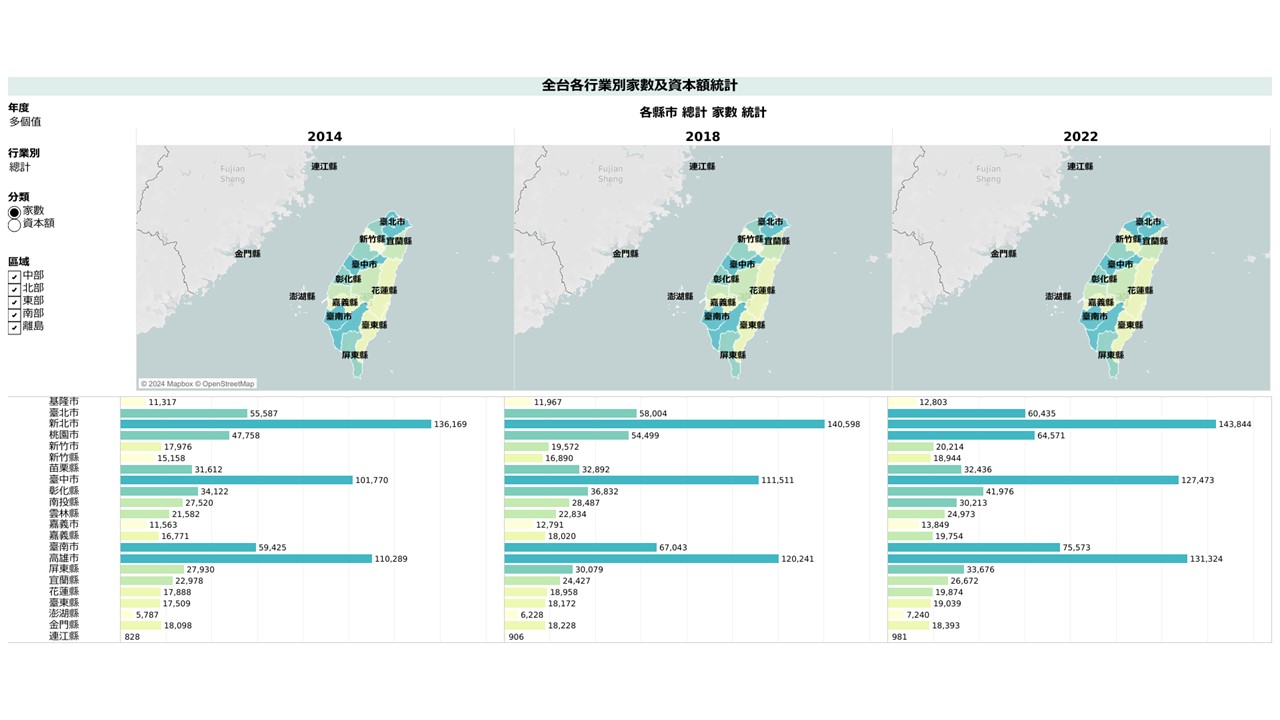 全台各行業別家數及資本額統計
年度
多個值
行業別
總計
分類
家數
資本額
區域
中部
北部
東部
南部
離島
各縣市 總計 家數 統計
2014 2018 2022
Fujian Sheng
連江縣
臺北市
新竹縣 宜蘭縣
金門縣
臺中市
彰化縣
花蓮縣
澎湖縣
嘉義縣
臺南市
臺東縣
屏東縣
© 2024 Mapbox © OpenStreetMap
Fujian Sheng
連江縣
臺北市
新竹縣 宜蘭縣
金門縣
臺中市
彰化縣
花蓮縣
澎湖縣
嘉義縣
臺南市
臺東縣
屏東縣
Fujian Sheng
連江縣
臺北市
新竹縣 宜蘭縣
金門縣
臺中市
彰化縣
花蓮縣
澎湖縣
嘉義縣
臺南市
臺東縣
屏東縣
基隆市 11,317 11,967 12,803
臺北市 55,587 58,004 60,435
新北市 136,169 140,598 143,844
桃園市 47,758 54,499 64,571
新竹市 17,976 19,572 20,214
新竹縣 15,158 16,890 18,944
苗栗縣 31,612 32,892 32,436
臺中市 101,770 111,511 127,473
彰化縣 34,122 36,832 41,976
南投縣 27,520 28,487 30,213
雲林縣 21,582 22,834 24,973
嘉義市 11,563 12,791 13,849
嘉義縣 16,771 18,020 19,754
臺南市 59,425 67,043 75,573
高雄市 110,289 120,241 131,324
屏東縣 27,930 30,079 33,676
宜蘭縣 22,978 24,427 26,672
花蓮縣 17,888 18,958 19,874
臺東縣 17,509 18,172 19,039
澎湖縣 5,787 6,228 7,240
金門縣 18,098 18,228 18,393
連江縣 828 906 981